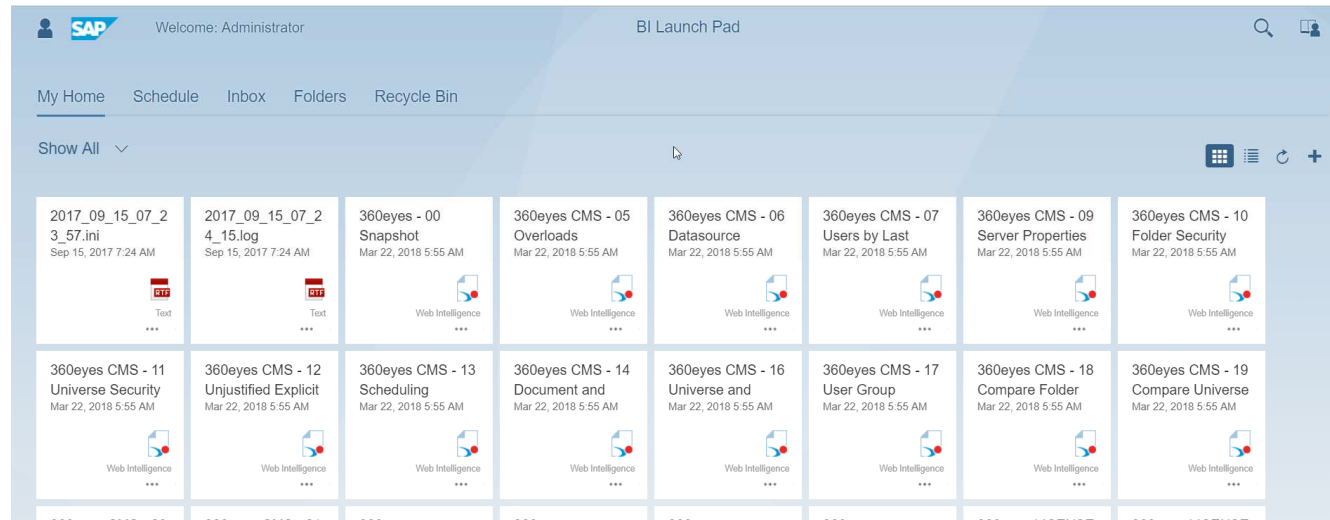 SAP Welcome: Administrator BI Launch Pad
My Home Schedule Inbox Folders Recycle Bin
Show All
2017_09_15_07_2
3_57.ini
Sep 15, 2017 7:24 AM
RTF
Text
2017_09_15_07_2
4_15.log
Sep 15, 2017 7:24 AM
RTF
Text
360eyes - 00
Snapshot
Mar 22, 2018 5:55 AM
Web Intelligence
360eyes CMS - 05
Overloads
Mar 22, 2018 5:55 AM
Web Intelligence
360eyes CMS - 06
Datasource
Mar 22, 2018 5:55 AM
Web Intelligence
360eyes CMS - 07
Users by Last
Mar 22, 2018 5:55 AM
Web Intelligence
360eyes CMS - 09
Server Properties
Mar 22, 2018 5:55 AM
Web Intelligence
360eyes CMS - 10
Folder Security
Mar 22, 2018 5:55 AM
Web Intelligence
360eyes CMS - 11
Universe Security
Mar 22, 2018 5:55 AM
Web Intelligence
360eyes CMS - 12
Unjustified Explicit
Mar 22, 2018 5:55 AM
Web Intelligence
360eyes CMS - 13
Scheduling
Mar 22, 2018 5:55 AM
Web Intelligence
360eyes CMS - 14
Document and
Mar 22, 2018 5:55 AM
Web Intelligence
360eyes CMS - 16
Universe and
Mar 22, 2018 5:55 AM
Web Intelligence
360eyes CMS - 17
User Group
Mar 22, 2018 5:55 AM
Web Intelligence
360eyes CMS - 18
Compare Folder
Mar 22, 2018 5:55 AM
Web Intelligence
360eyes CMS - 19
Compare Universe
Mar 22, 2018 5:55 AM
Web Intelligence